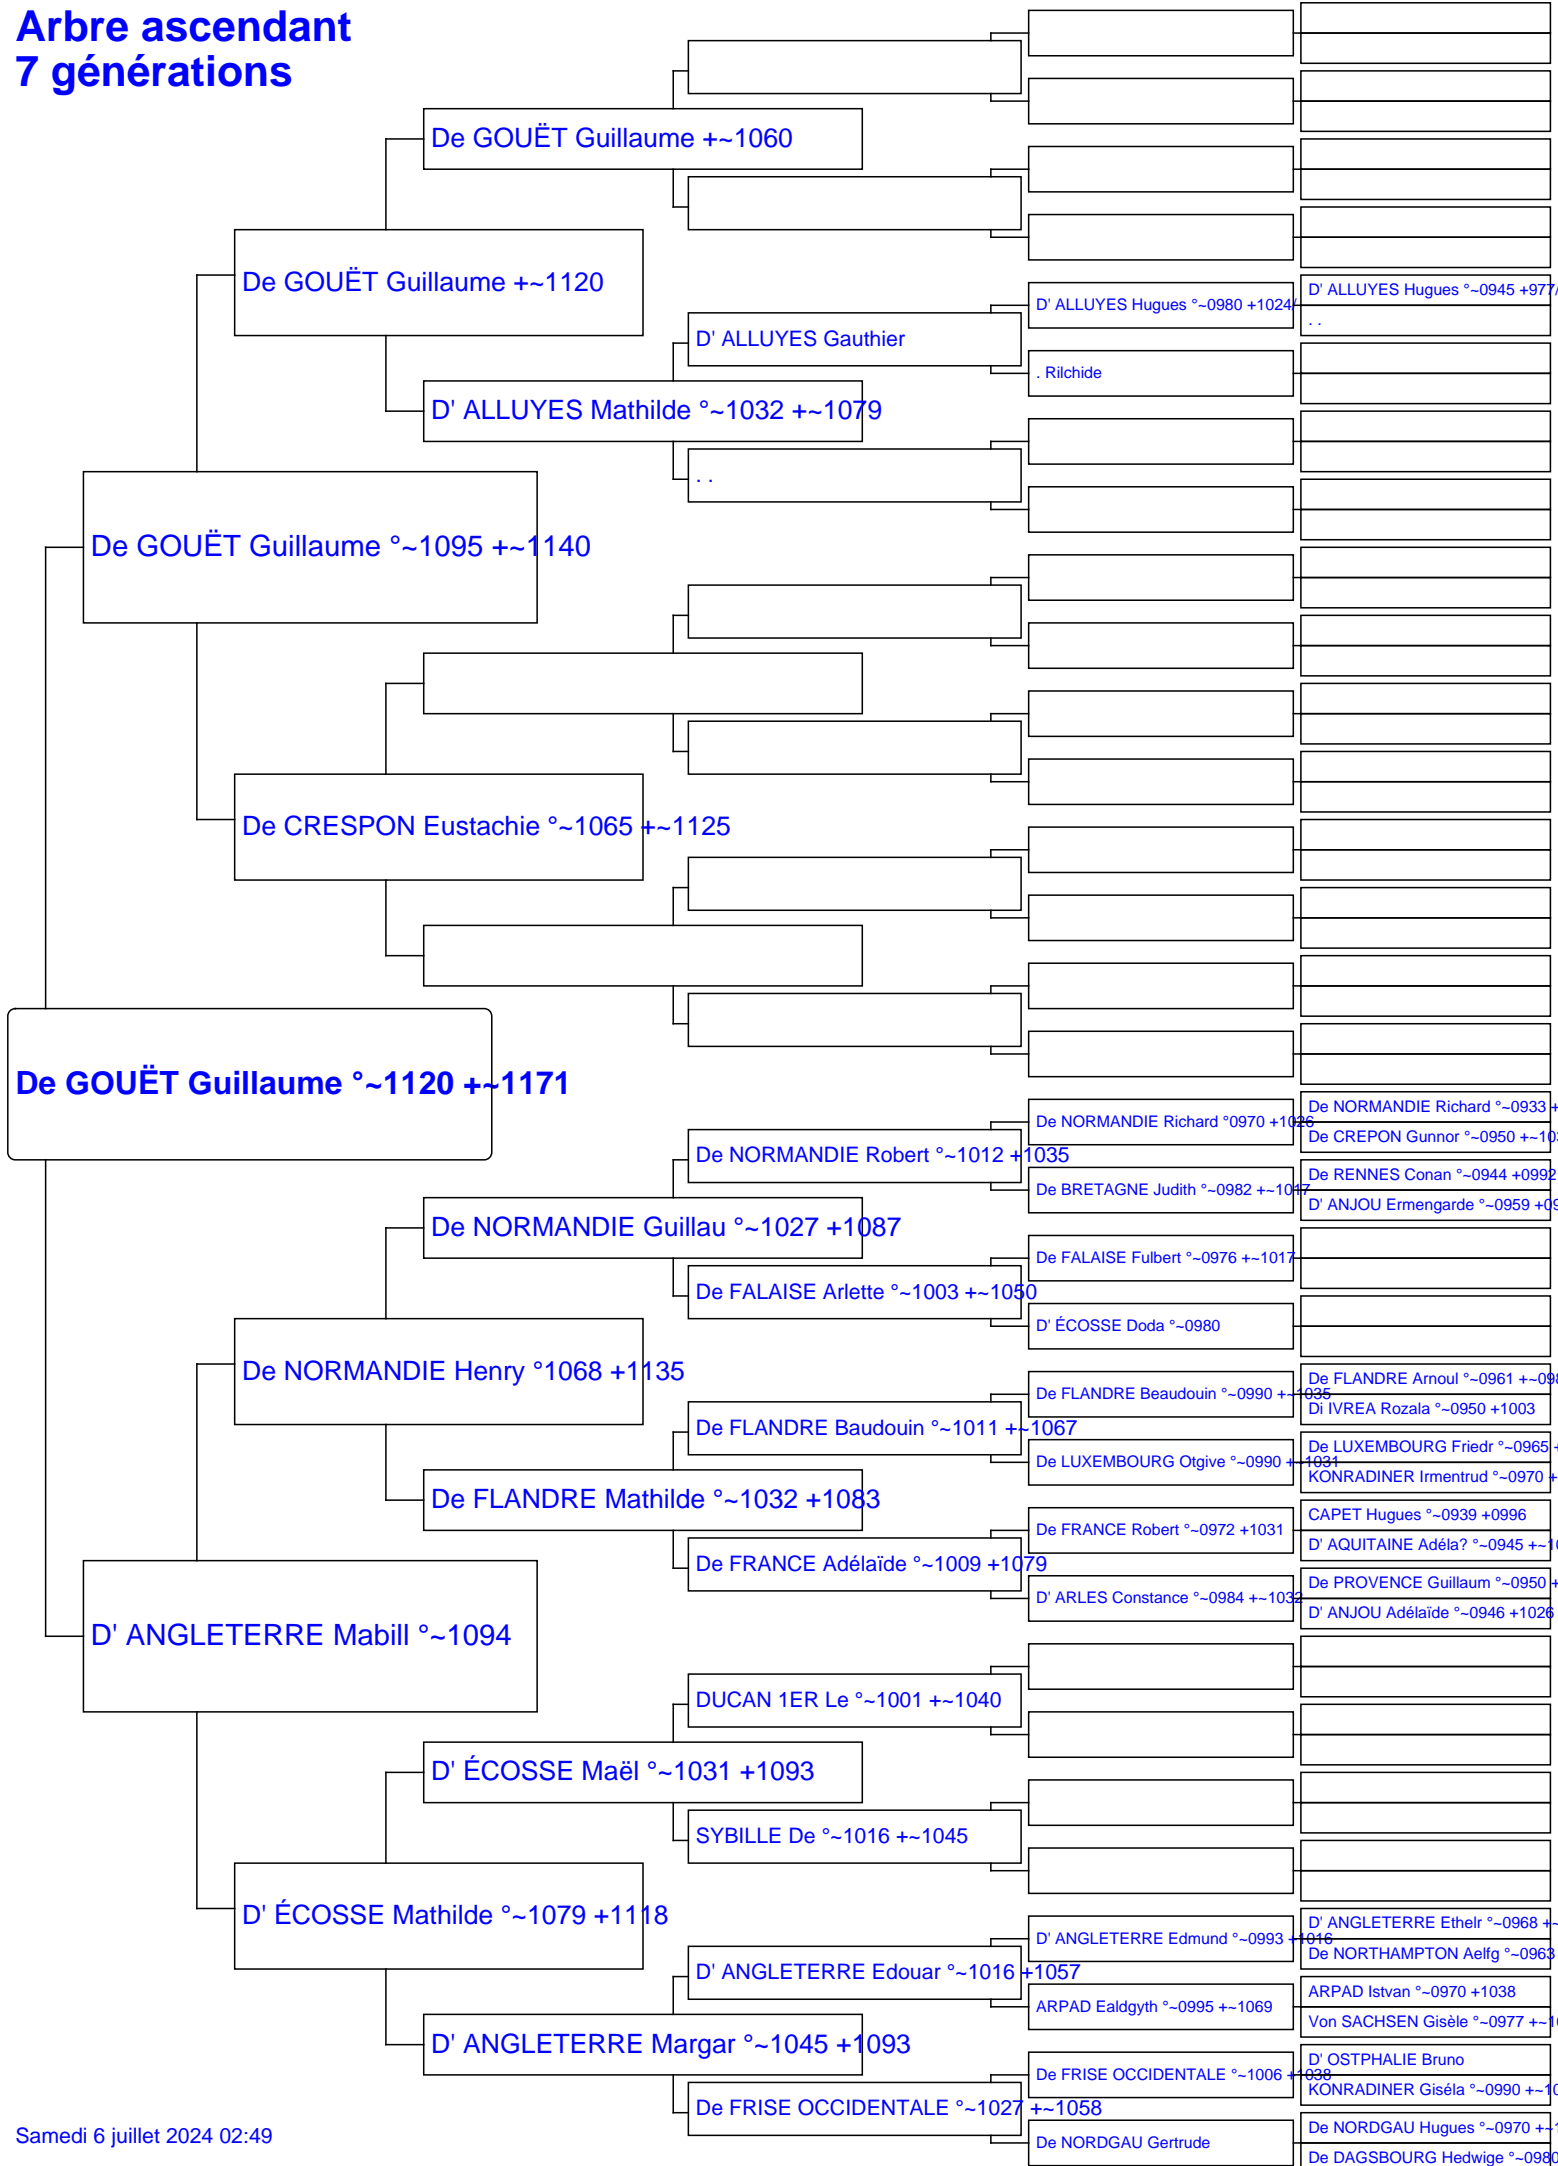 Arbre ascendant
7 générations
De GOUËT Guillaume +~1060
De GOUËT Guillaume +~1120
D' ALLUYES Hugues °~0945 +977/
D' ALLUYES Hugues °~0980 +1024/
. .
D' ALLUYES Gauthier
. Rilchide
D' ALLUYES Mathilde °~1032 +~1079
. .
De GOUËT Guillaume °~1095 +~1140
De CRESPON Eustachie °~1065 +~1125
De GOUËT Guillaume °~1120 +~1171
De NORMANDIE Richard °~0933 +
De NORMANDIE Richard °0970 +1026
De CREPON Gunnor °~0950 +~103
De NORMANDIE Robert °~1012 +1035
De RENNES Conan °~0944 +0992
De BRETAGNE Judith °~0982 +~1017
D' ANJOU Ermengarde °~0959 +09
De NORMANDIE Guillau °~1027 +1087
De FALAISE Fulbert °~0976 +~1017
De FALAISE Arlette °~1003 +~1050
D' ÉCOSSE Doda °~0980
De NORMANDIE Henry °1068 +1135
De FLANDRE Arnoul °~0961 +~098
De FLANDRE Beaudouin °~0990 +~1035
Di IVREA Rozala °~0950 +1003
De FLANDRE Baudouin °~1011 +~1067
De LUXEMBOURG Friedr °~0965 +
De LUXEMBOURG Otgive °~0990 +~1031
KONRADINER Irmentrud °~0970 +
De FLANDRE Mathilde °~1032 +1083
CAPET Hugues °~0939 +0996
De FRANCE Robert °~0972 +1031
D' AQUITAINE Adéla? °~0945 +~10
De FRANCE Adélaïde °~1009 +1079
De PROVENCE Guillaum °~0950 +
D' ARLES Constance °~0984 +~1032
D' ANJOU Adélaïde °~0946 +1026
D' ANGLETERRE Mabill °~1094
DUCAN 1ER Le °~1001 +~1040
D' ÉCOSSE Maël °~1031 +1093
SYBILLE De °~1016 +~1045
D' ÉCOSSE Mathilde °~1079 +1118
D' ANGLETERRE Ethelr °~0968 +~
D' ANGLETERRE Edmund °~0993 +1016
De NORTHAMPTON Aelfg °~0963
D' ANGLETERRE Edouar °~1016 +1057
ARPAD Istvan °~0970 +1038
ARPAD Ealdgyth °~0995 +~1069
Von SACHSEN Gisèle °~0977 +~10
D' ANGLETERRE Margar °~1045 +1093
D' OSTPHALIE Bruno
De FRISE OCCIDENTALE °~1006 +1038
KONRADINER Giséla °~0990 +~10
De FRISE OCCIDENTALE °~1027 +~1058
De NORDGAU Hugues °~0970 +~1
De NORDGAU Gertrude
De DAGSBOURG Hedwige °~0980
Samedi 6 juillet 2024 02:49